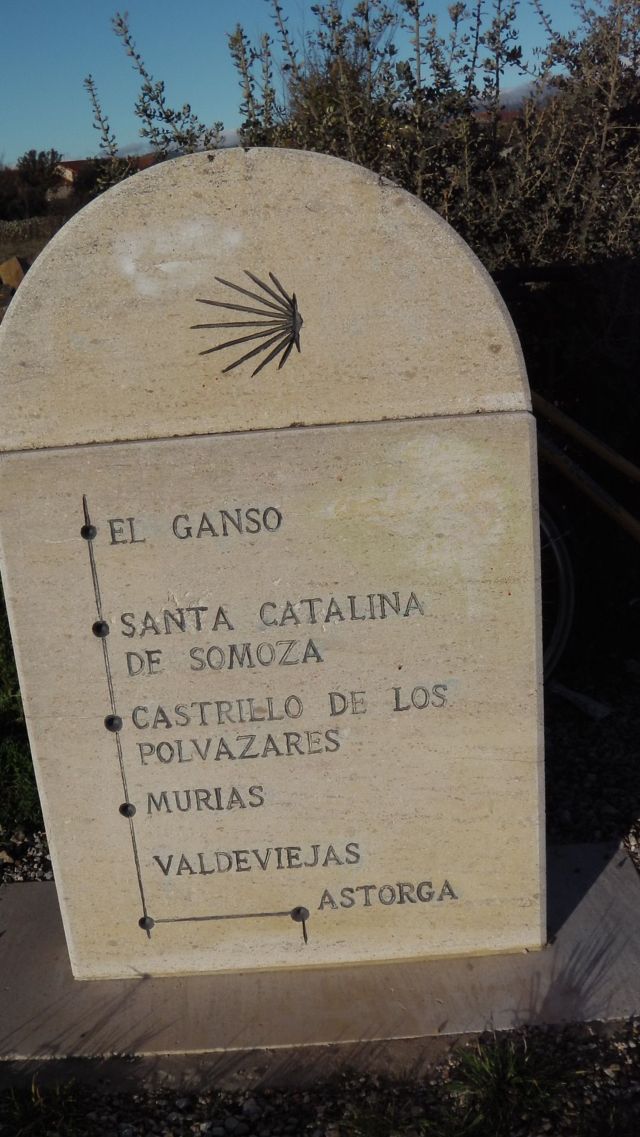 EL GANSO
SANTA CATALINA
DE SOMOZA
CASTRILLO DE LOS
POLVAZARES
MURIAS
VALDEVIEJAS
ASTORGA